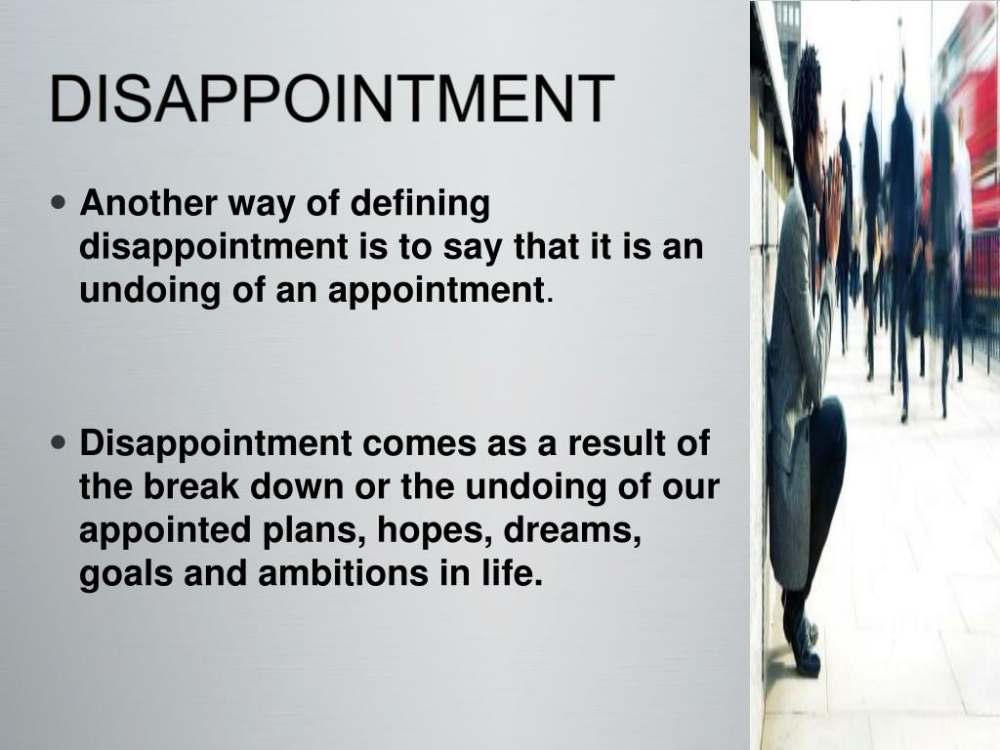 DISAPPOINTMENT
• Another way of defining
disappointment is to say that it is an
undoing of an appointment.
• Disappointment comes as a result of
the break down or the undoing of our
appointed plans, hopes, dreams,
goals and ambitions in life.